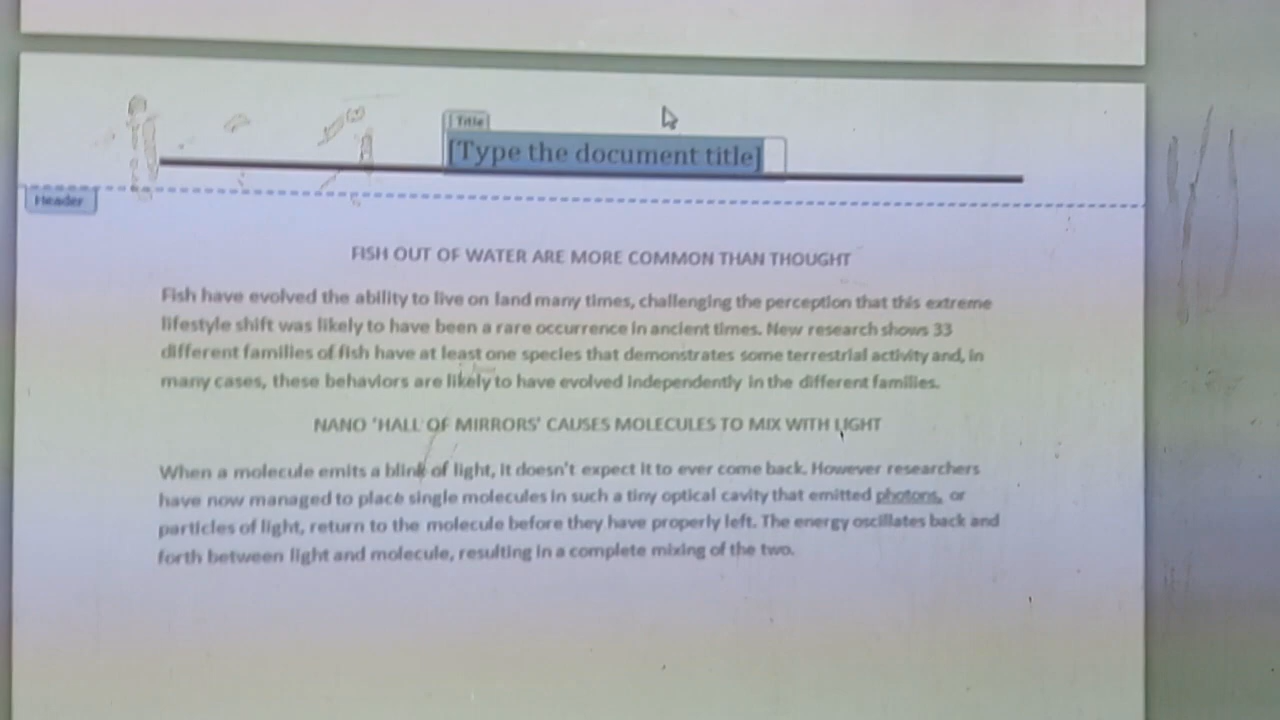 Title
[Type the document title]
Header
FISH OUT OF WATER ARE MORE COMMON THAN THOUGHT
Fish have evolved the ability to live on land many times, challenging the perception that this extreme
lifestyle shift was likely to have been a rare occurrence in ancient times. New research shows 33
different families of fish have at least one species that demonstrates some terrestrial activity and, in
many cases, these behaviors are likely to have evolved independently in the different families.
NANO 'HALL OF MIRRORS' CAUSES MOLECULES TO MIX WITH LIGHT
When a molecule emits a blink of light, it doesn't expect it to ever come back. However researchers
have now managed to place single molecules in such a tiny optical cavity that emitted photons, or
particles of light, return to the molecule before they have properly left. The energy oscillates back and
forth between light and molecule, resulting in a complete mixing of the two.